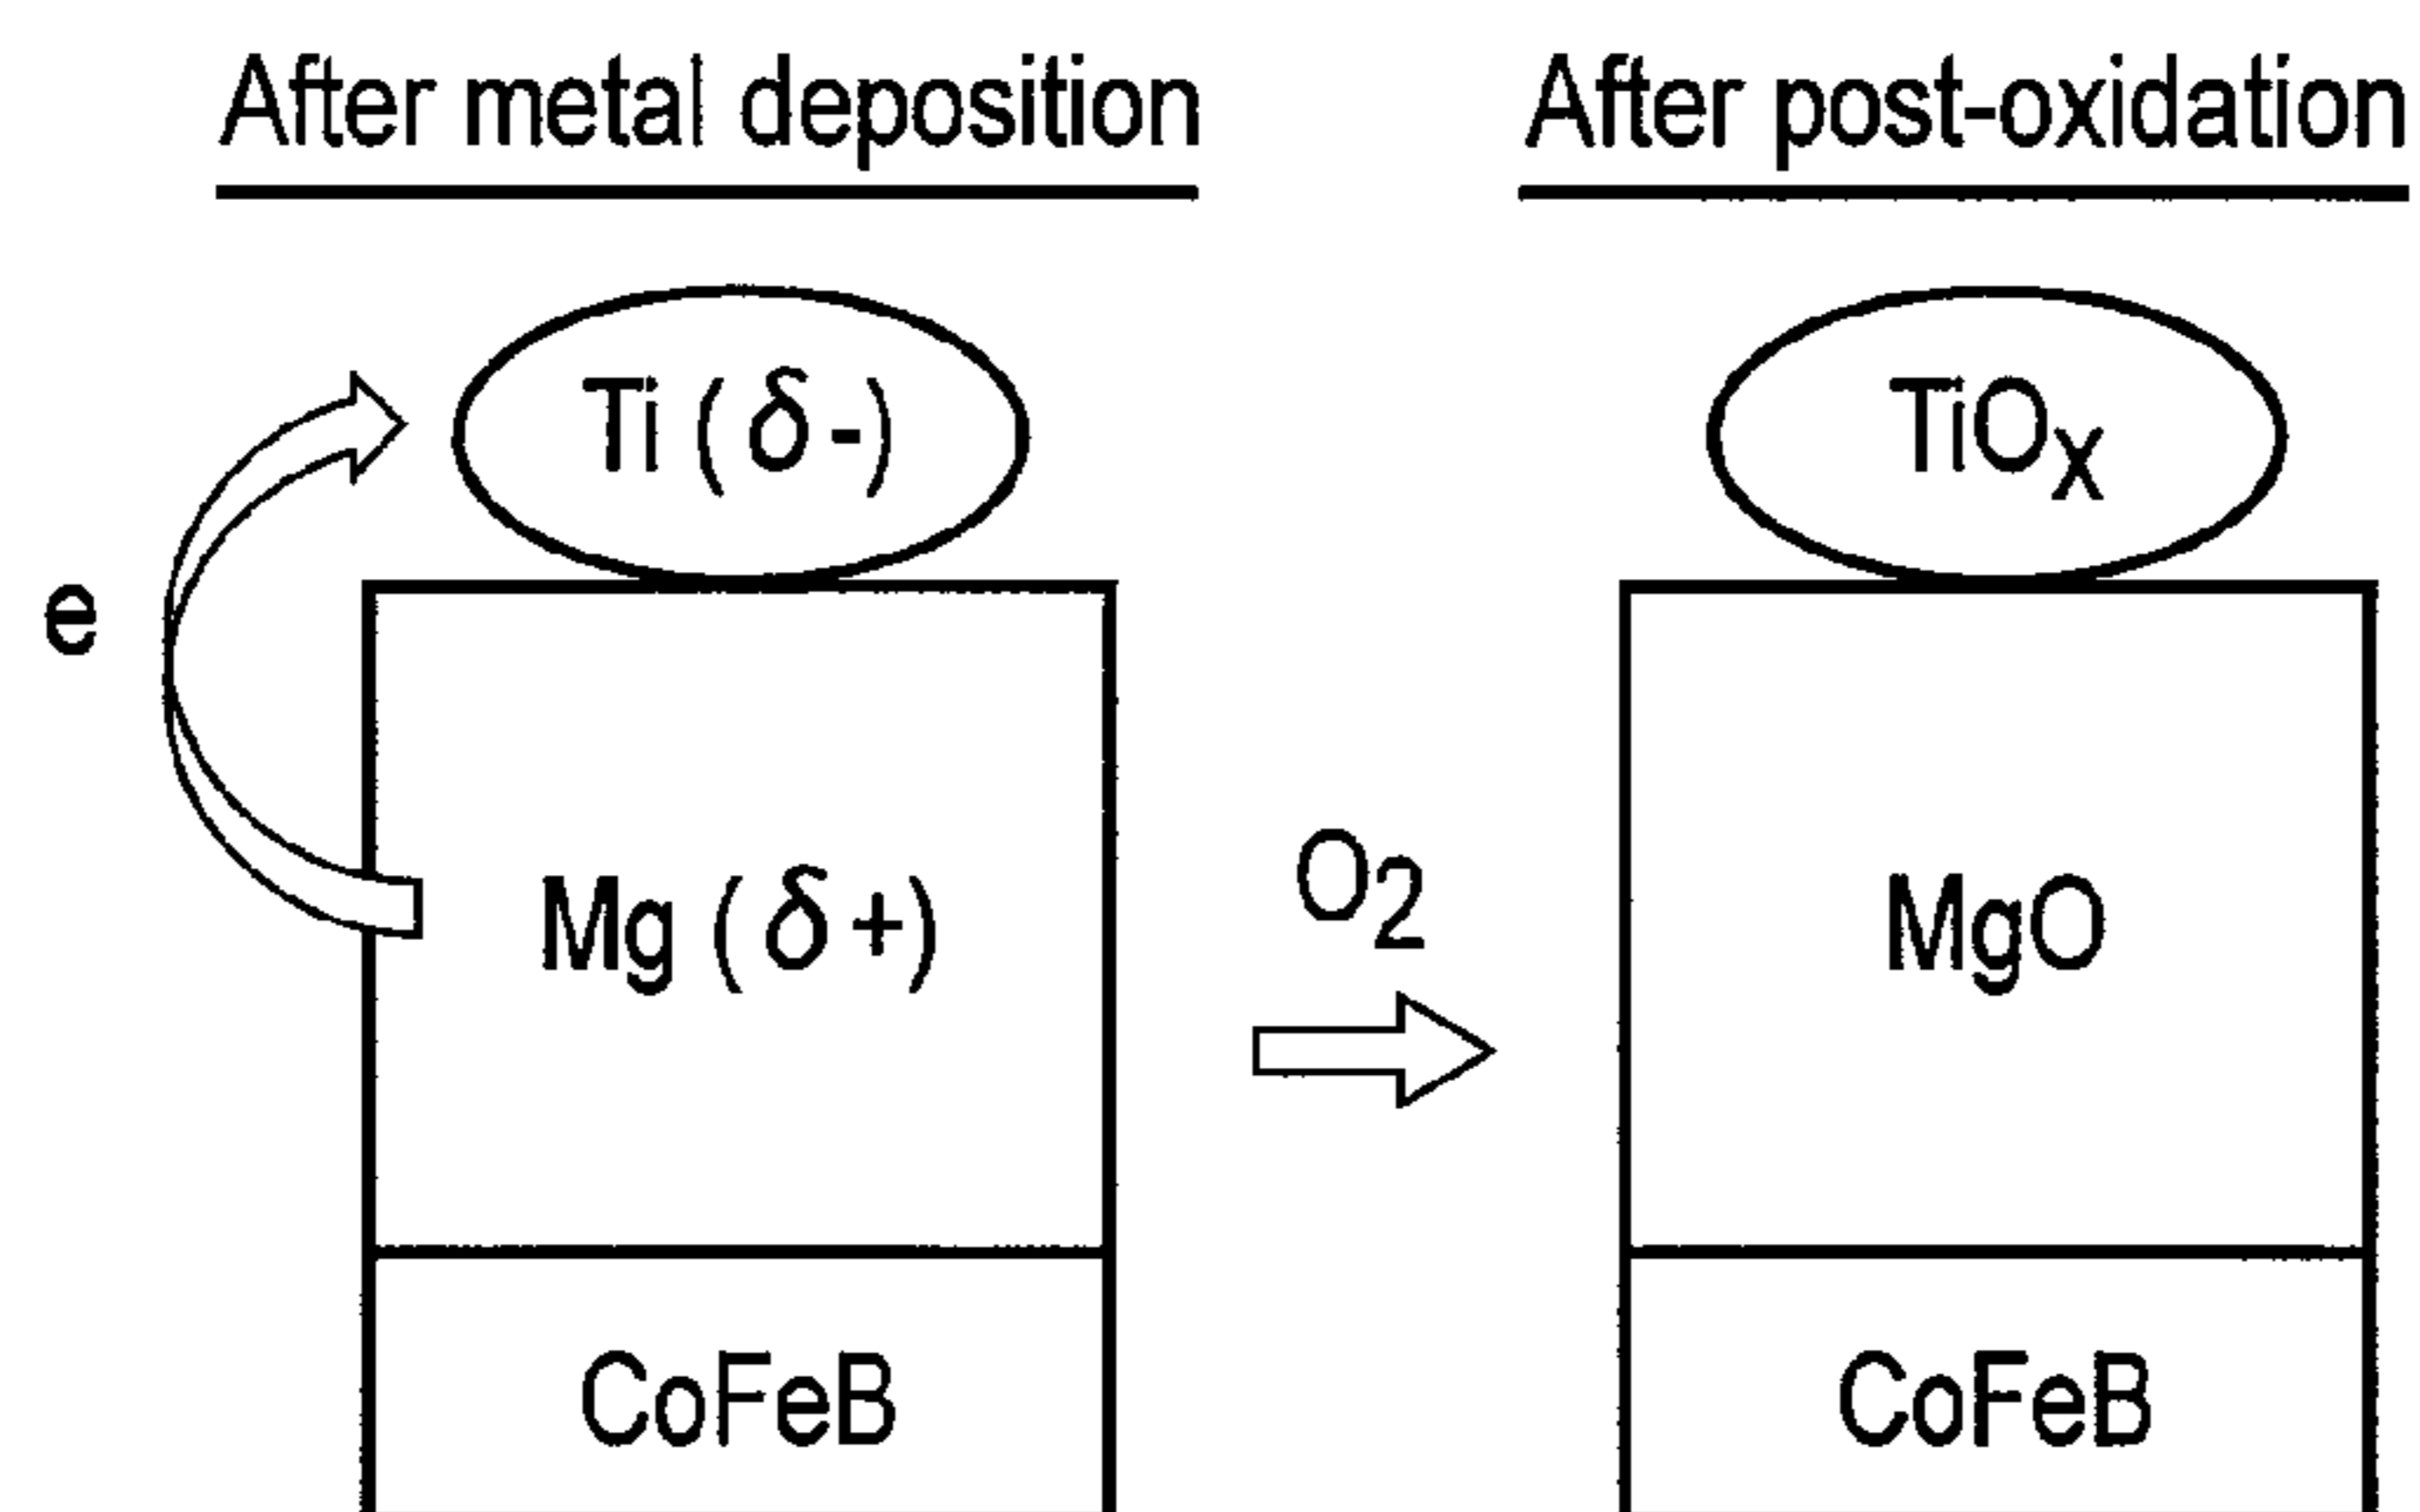 After metal deposition
After post-oxidation
Ti (δ-)
TiOx
e
Mg (δ+)
O2
MgO
CoFeB
CoFeB